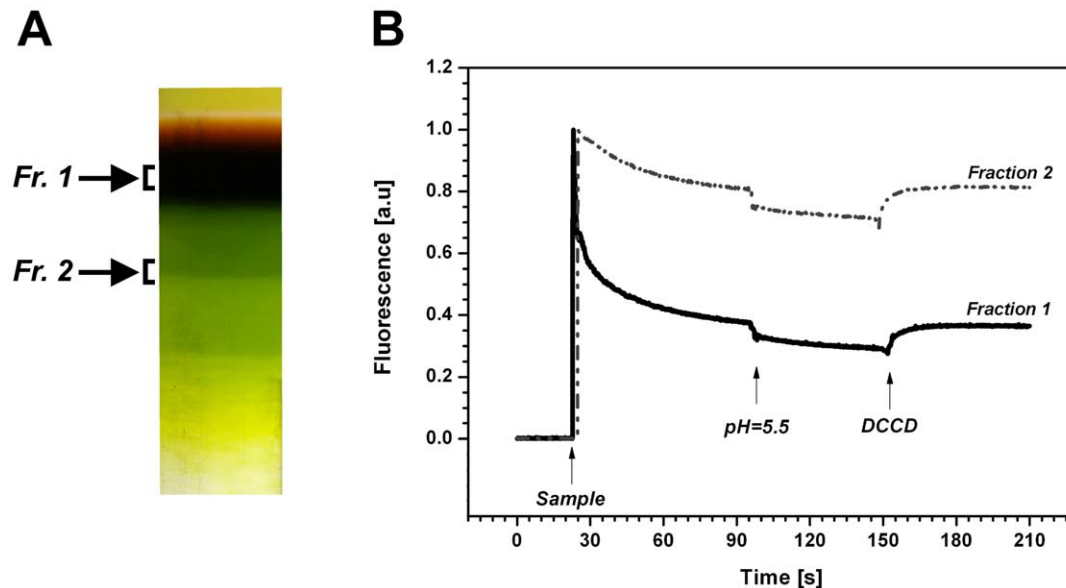 A
Fr. 1
Fr. 2
B
1.2
1.0
0.8
0.6
0.4
0.2
0.0
Fluorescence [a.u]
Fraction 2
Fraction 1
pH=5.5
DCCD
Sample
0
30
60
90
120
150
180
210
Time [s]